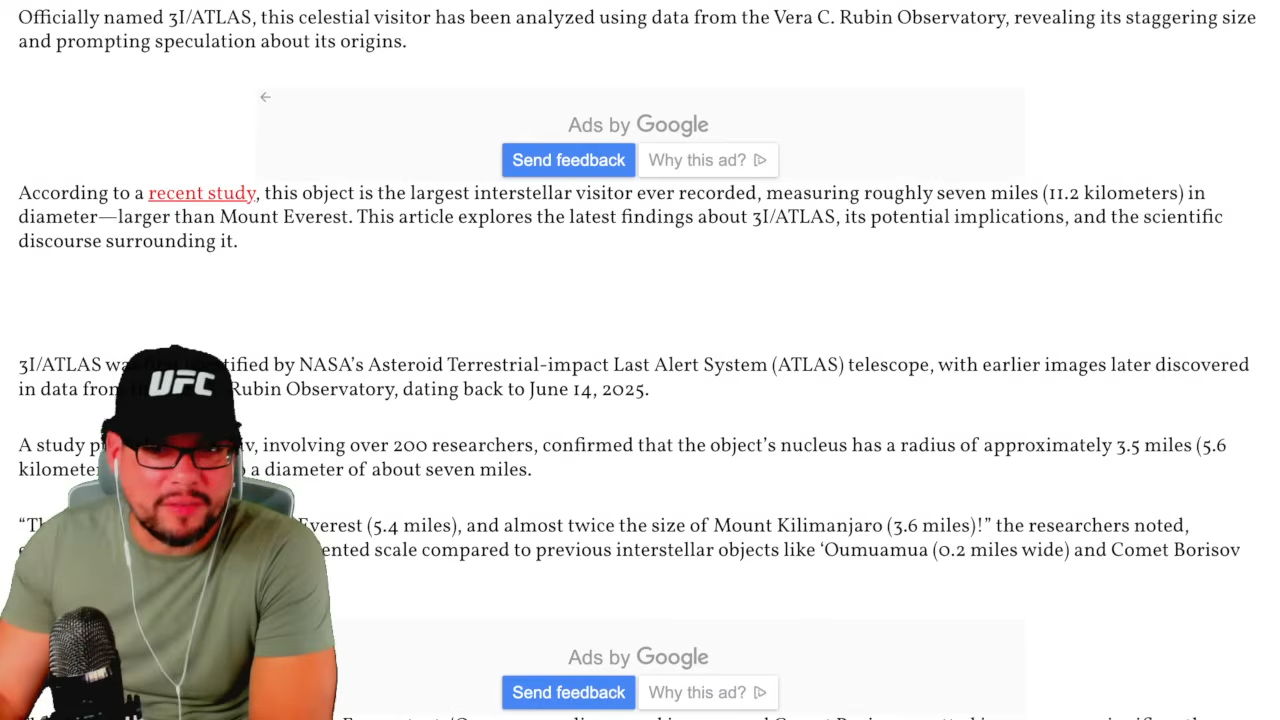 Officially named 3I/ATLAS, this celestial visitor has been analyzed using data from the Vera C. Rubin Observatory, revealing its staggering size
and prompting speculation about its origins.
Ads by Google
Send feedback
Why this ad?
According to a recent study, this object is the largest interstellar visitor ever recorded, measuring roughly seven miles (11.2 kilometers) in
diameter—larger than Mount Everest. This article explores the latest findings about 3I/ATLAS, its potential implications, and the scientific
discourse surrounding it.
3I/ATLAS by NASA’s Asteroid Terrestrial-impact Last Alert System (ATLAS) telescope, with earlier images later discovered
in data Rubin Observatory, dating back to June 14, 2025.
A study involving over 200 researchers, confirmed that the object’s nucleus has a radius of approximately 3.5 miles (5.6
a diameter of about seven miles.
Everest (5.4 miles), and almost twice the size of Mount Kilimanjaro (3.6 miles)!” the researchers noted,
scale compared to previous interstellar objects like ‘Oumuamua (0.2 miles wide) and Comet Borisov
UFC
Ads by Google
Send feedback
Why this ad?